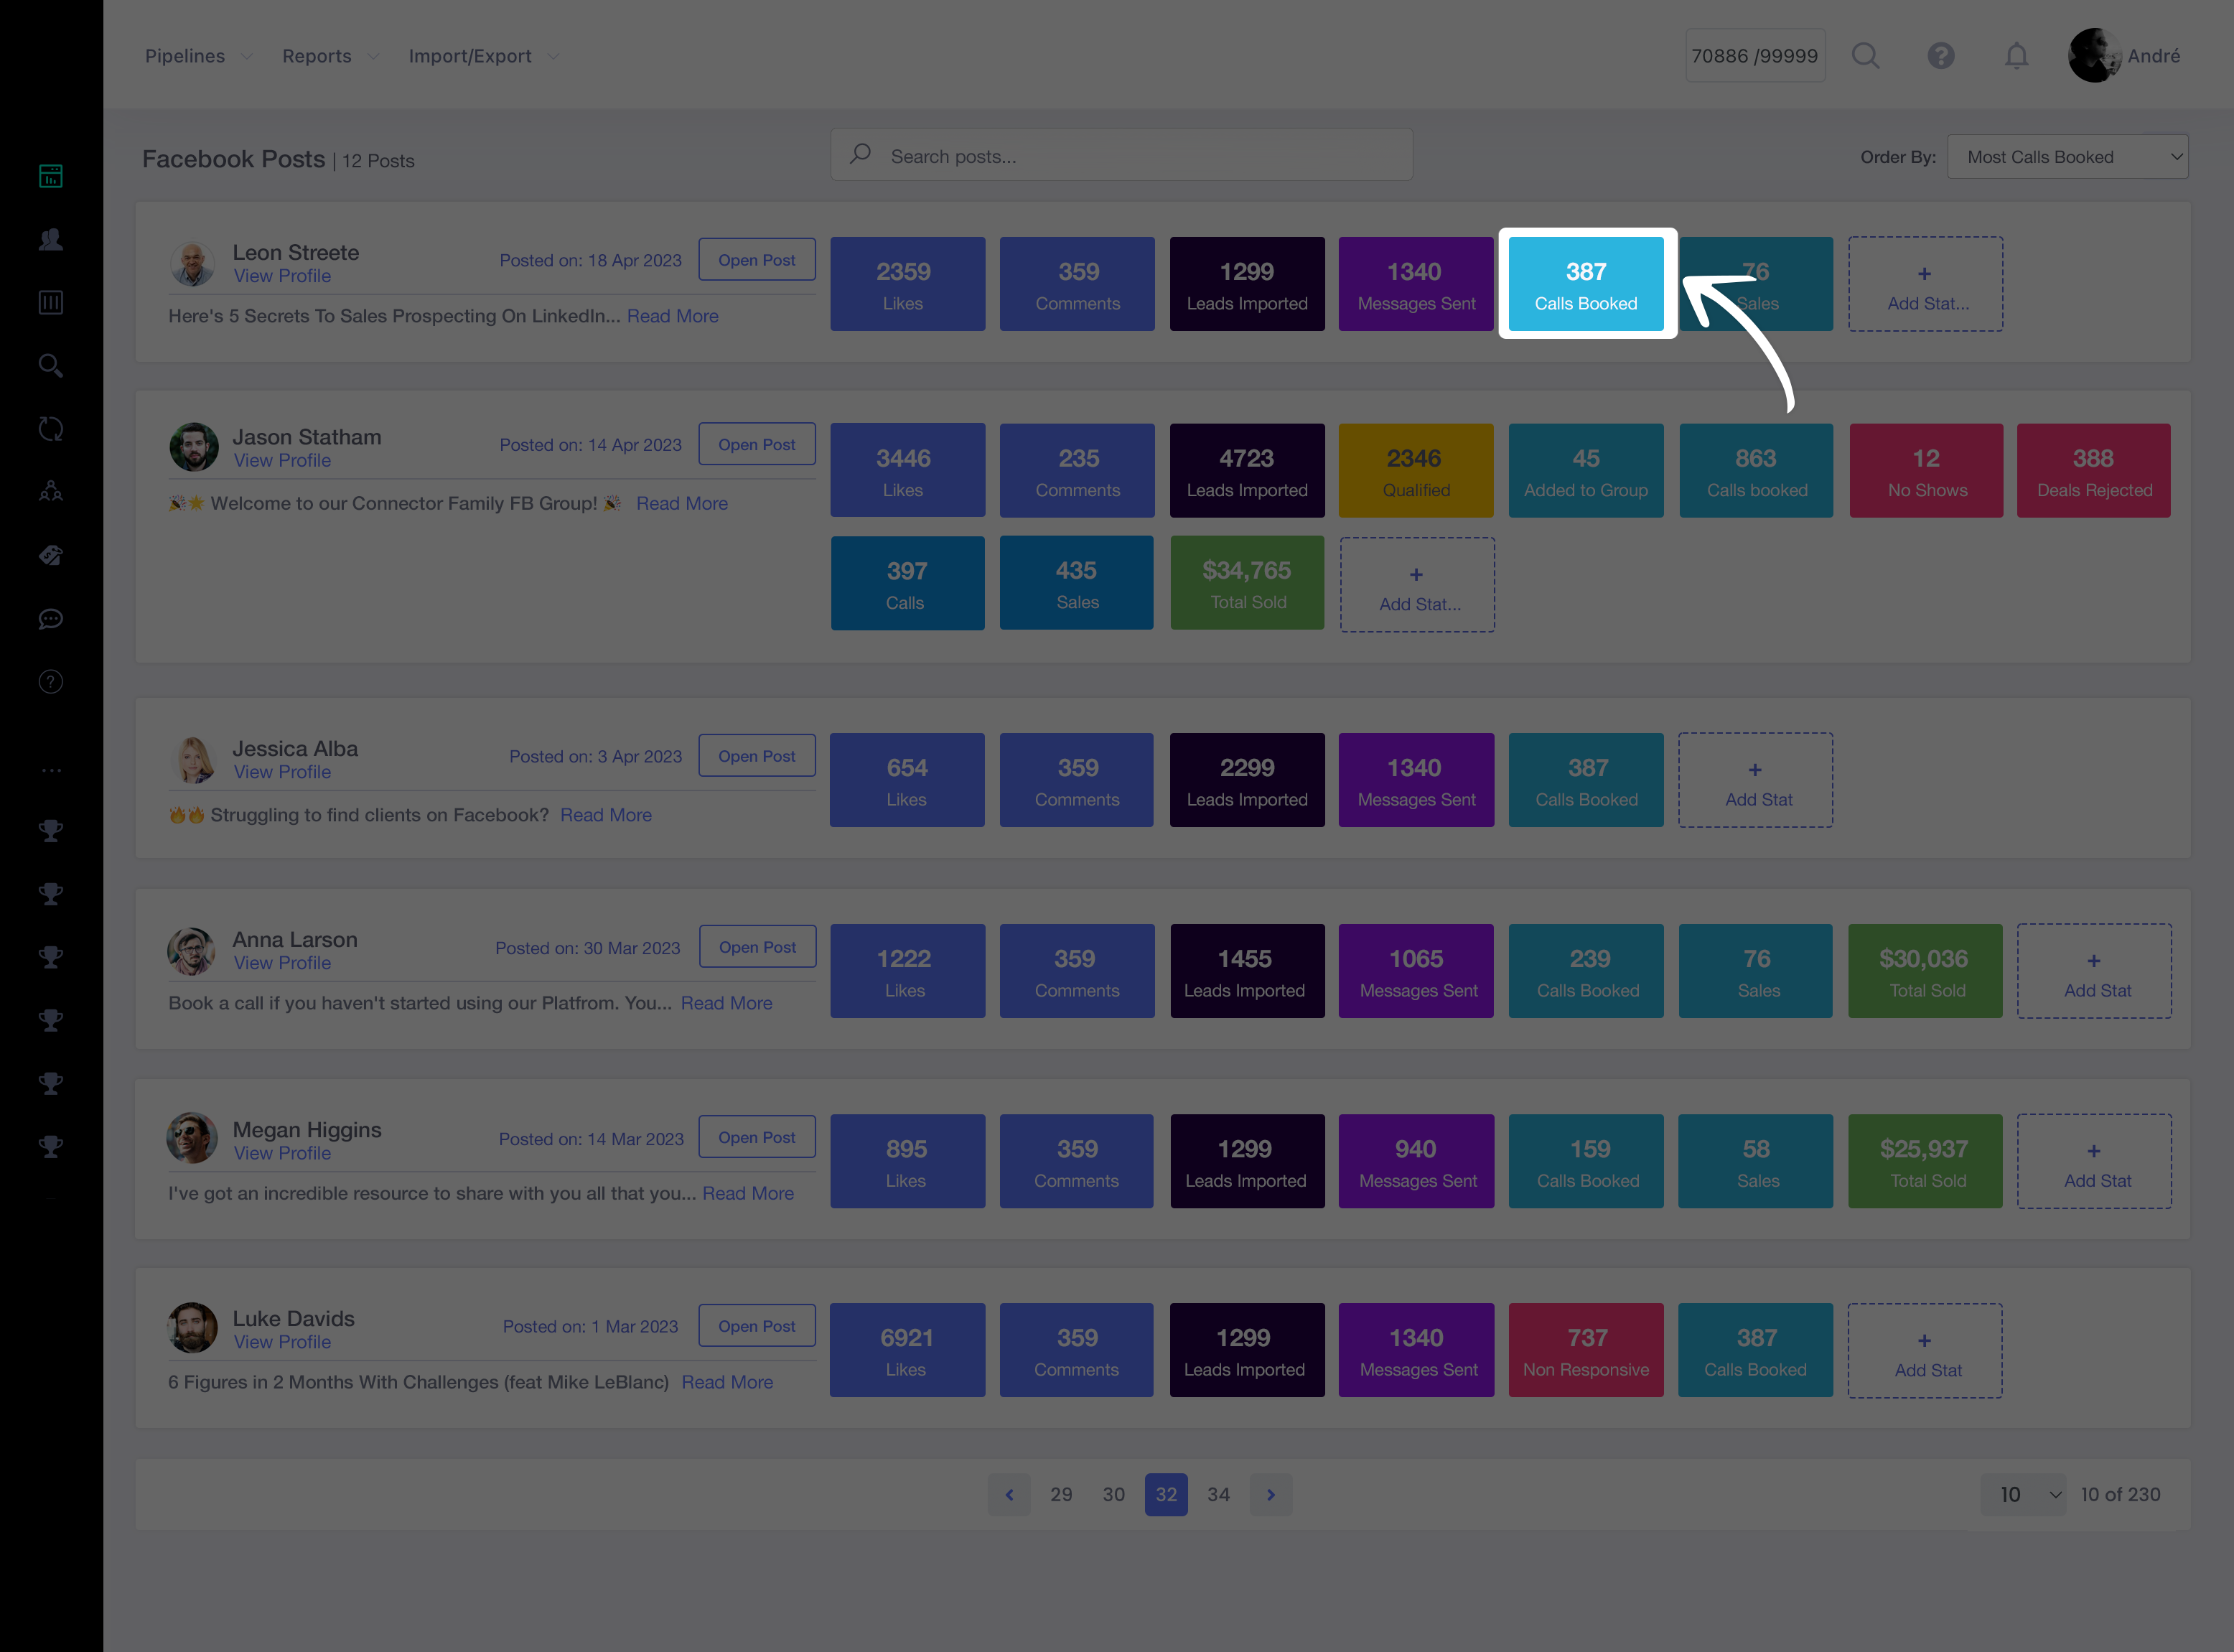 Pipelines Reports Import/Export 70886 /99999 André
Facebook Posts | 12 Posts Search posts... Order By: Most Calls Booked
Leon Streete
View Profile
Posted on: 18 Apr 2023 Open Post
Here's 5 Secrets To Sales Prospecting On LinkedIn... Read More
2359 Likes
359 Comments
1299 Leads Imported
1340 Messages Sent
387 Calls Booked
76 Sales
+ Add Stat...
Jason Statham
View Profile
Posted on: 14 Apr 2023 Open Post
🎉🌟 Welcome to our Connector Family FB Group! 🎉 Read More
3446 Likes
235 Comments
4723 Leads Imported
2346 Qualified
45 Added to Group
863 Calls booked
12 No Shows
388 Deals Rejected
397 Calls
435 Sales
$34,765 Total Sold
+ Add Stat...
Jessica Alba
View Profile
Posted on: 3 Apr 2023 Open Post
🔥🔥 Struggling to find clients on Facebook? Read More
654 Likes
359 Comments
2299 Leads Imported
1340 Messages Sent
387 Calls Booked
+ Add Stat
Anna Larson
View Profile
Posted on: 30 Mar 2023 Open Post
Book a call if you haven't started using our Platfrom. You... Read More
1222 Likes
359 Comments
1455 Leads Imported
1065 Messages Sent
239 Calls Booked
76 Sales
$30,036 Total Sold
+ Add Stat
Megan Higgins
View Profile
Posted on: 14 Mar 2023 Open Post
I've got an incredible resource to share with you all that you... Read More
895 Likes
359 Comments
1299 Leads Imported
940 Messages Sent
159 Calls Booked
58 Sales
$25,937 Total Sold
+ Add Stat
Luke Davids
View Profile
Posted on: 1 Mar 2023 Open Post
6 Figures in 2 Months With Challenges (feat Mike LeBlanc) Read More
6921 Likes
359 Comments
1299 Leads Imported
1340 Messages Sent
737 Non Responsive
387 Calls Booked
+ Add Stat
29 30 32 34 10 10 of 230